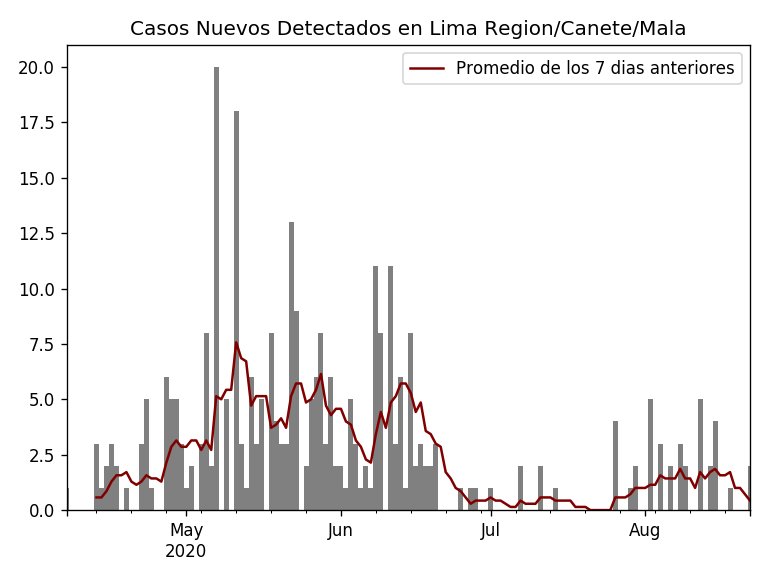 Casos Nuevos Detectados en Lima Region/Canete/Mala
Promedio de los 7 dias anteriores
20.0
17.5
15.0
12.5
10.0
7.5
5.0
2.5
0.0
May
2020
Jun
Jul
Aug